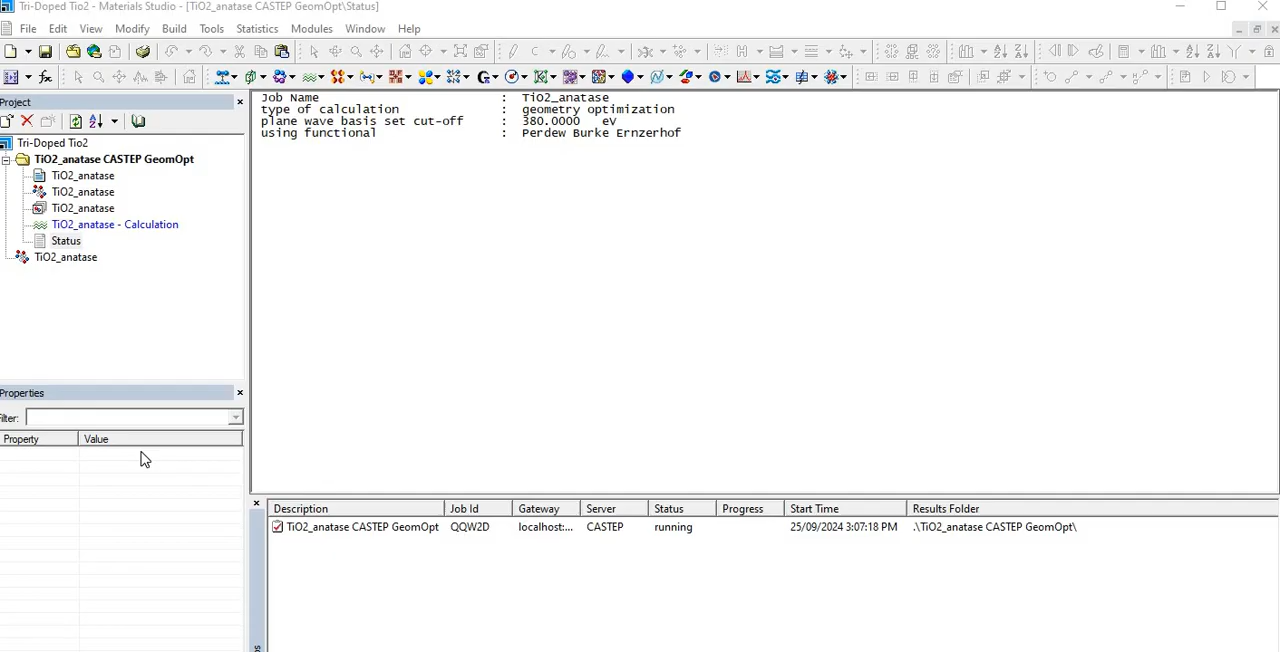 Tri-Doped Tio2 - Materials Studio - [TiO2_anatase CASTEP GeomOpt\Status]
File Edit View Modify Build Tools Statistics Modules Window Help
Project
Tri-Doped Tio2
TiO2_anatase CASTEP GeomOpt
TiO2_anatase
TiO2_anatase
TiO2_anatase
TiO2_anatase - Calculation
Status
TiO2_anatase
Job Name : TiO2_anatase
type of calculation : geometry optimization
plane wave basis set cut-off : 380.0000 eV
using functional : Perdew Burke Ernzerhof
Properties
Property Value
Description Job Id Gateway Server Status Progress Start Time Results Folder
TiO2_anatase CASTEP GeomOpt QQW2D localhost:... CASTEP running 25/09/2024 3:07:18 PM .\TiO2_anatase CASTEP GeomOpt\